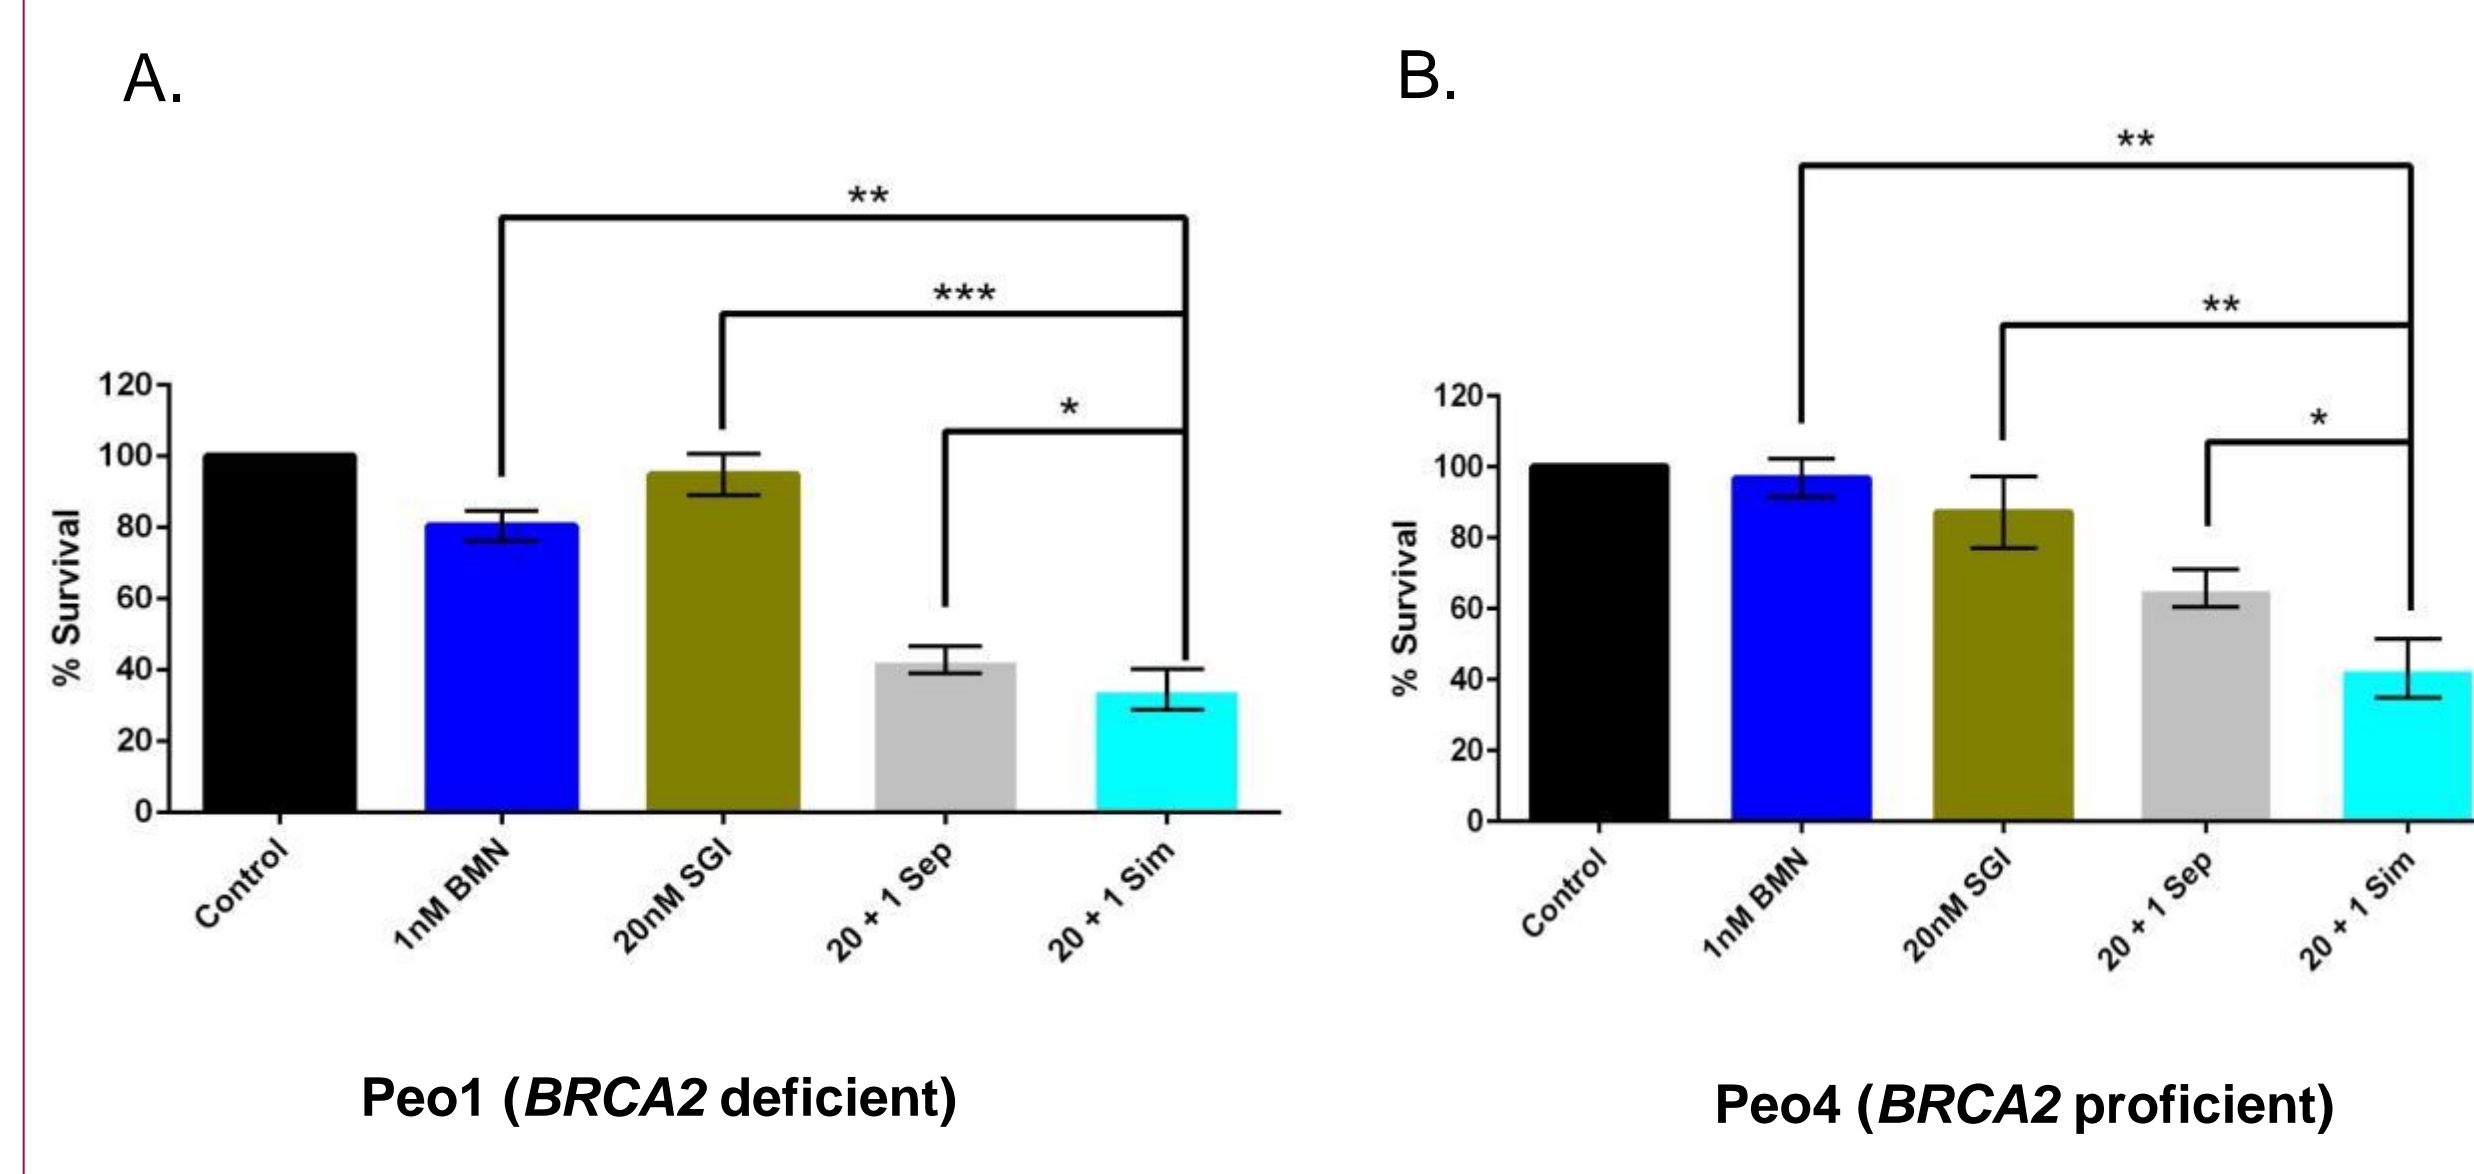 A.
**
***
*
120
100
80
60
40
20
0
% Survival
Control
1nM BMN
20nM SGI
20 + 1 Sep
20 + 1 Sim
Peo1 (BRCA2 deficient)
B.
**
**
*
120
100
80
60
40
20
0
% Survival
Control
1nM BMN
20nM SGI
20 + 1 Sep
20 + 1 Sim
Peo4 (BRCA2 proficient)